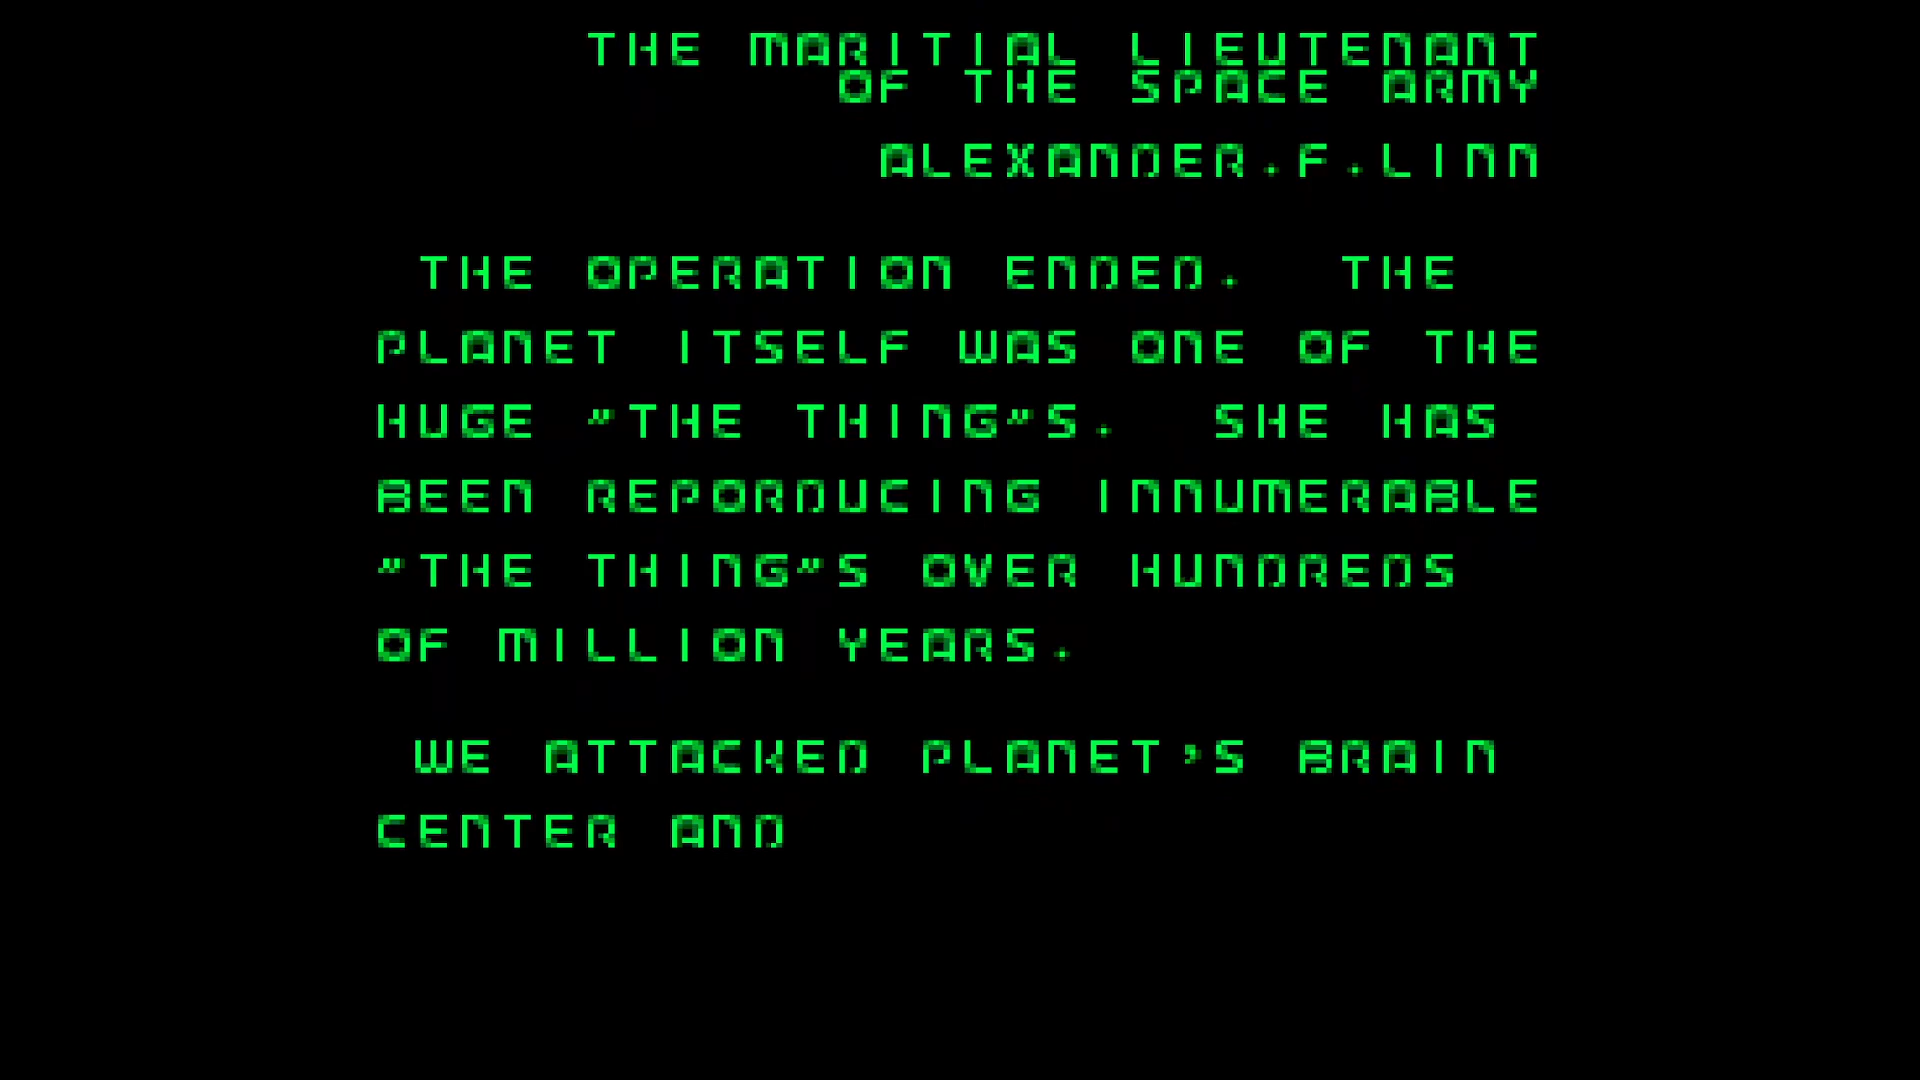 THE MARITIAL LIEUTENANT
OF THE SPACE ARMY
ALEXANDER.F.LINN
THE OPERATION ENDED. THE
PLANET ITSELF WAS ONE OF THE
HUGE "THE THING"S. SHE HAS
BEEN REPORDUCING INNUMERABLE
"THE THING"S OVER HUNDREDS
OF MILLION YEARS.
WE ATTACKED PLANET'S BRAIN
CENTER AND